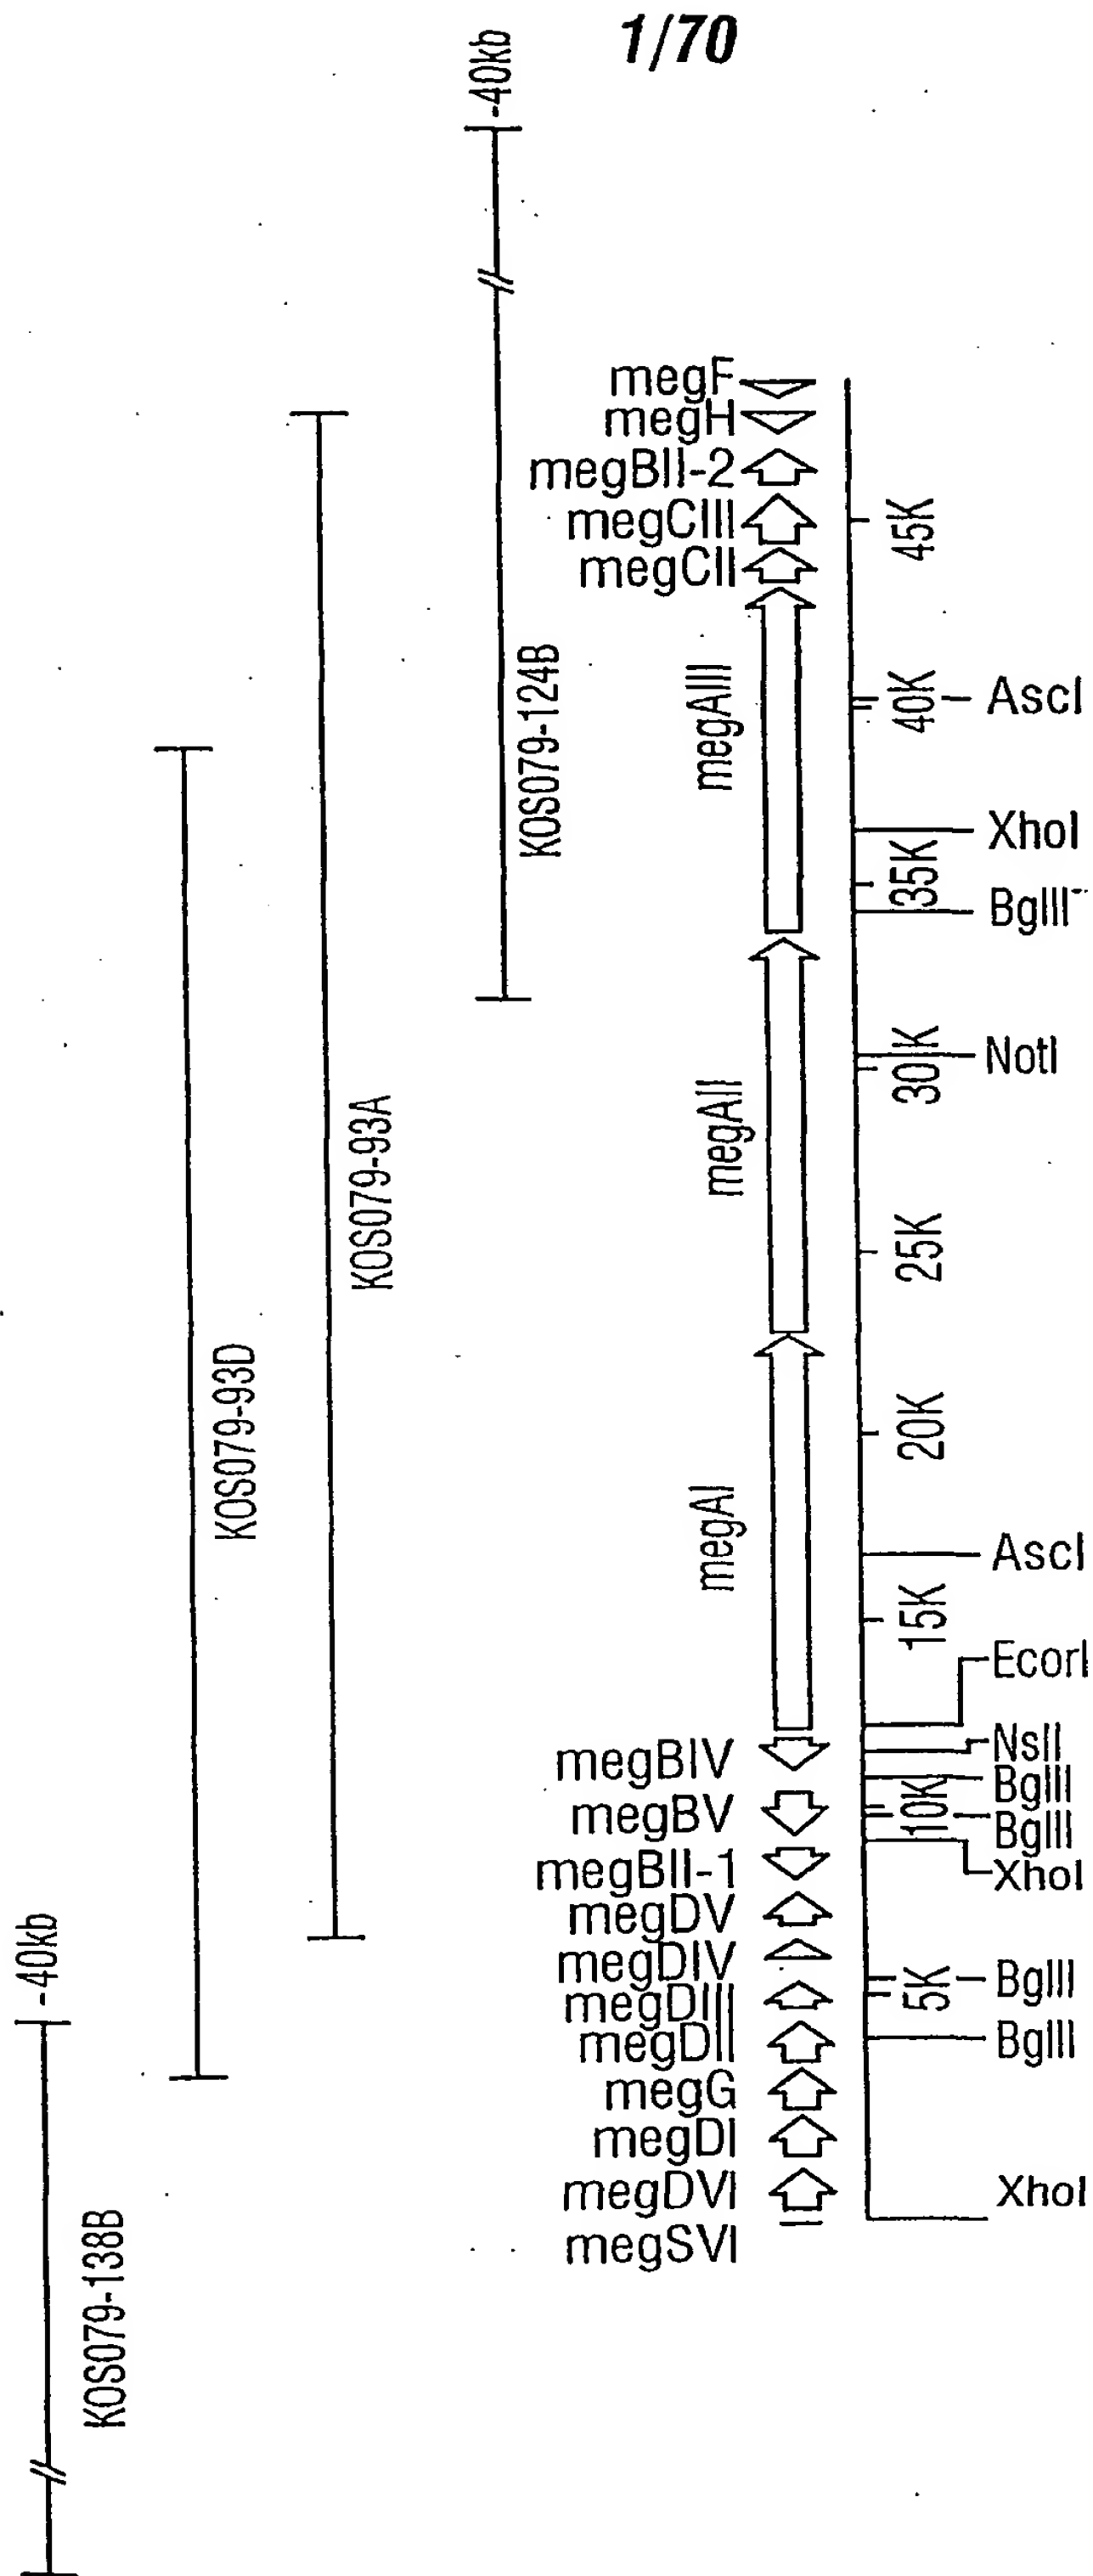 1/70
-40kb
megF
megH
megBII-2
megCIII
megCII
45K
KOS079-124B
megAIII
40K
AscI
XhoI
35K
BglII
NotI
30K
KOS079-93A
megAII
25K
KOS079-93D
20K
megAI
AscI
15K
EcorI
megBIV
NsiI
BglII
megBV
10K
BglII
megBII-1
XhoI
megDV
-40kb
megDIV
5K
BglII
megDIII
megDII
BglII
megG
megDI
megDVI
XhoI
megSVI
KOS079-138B